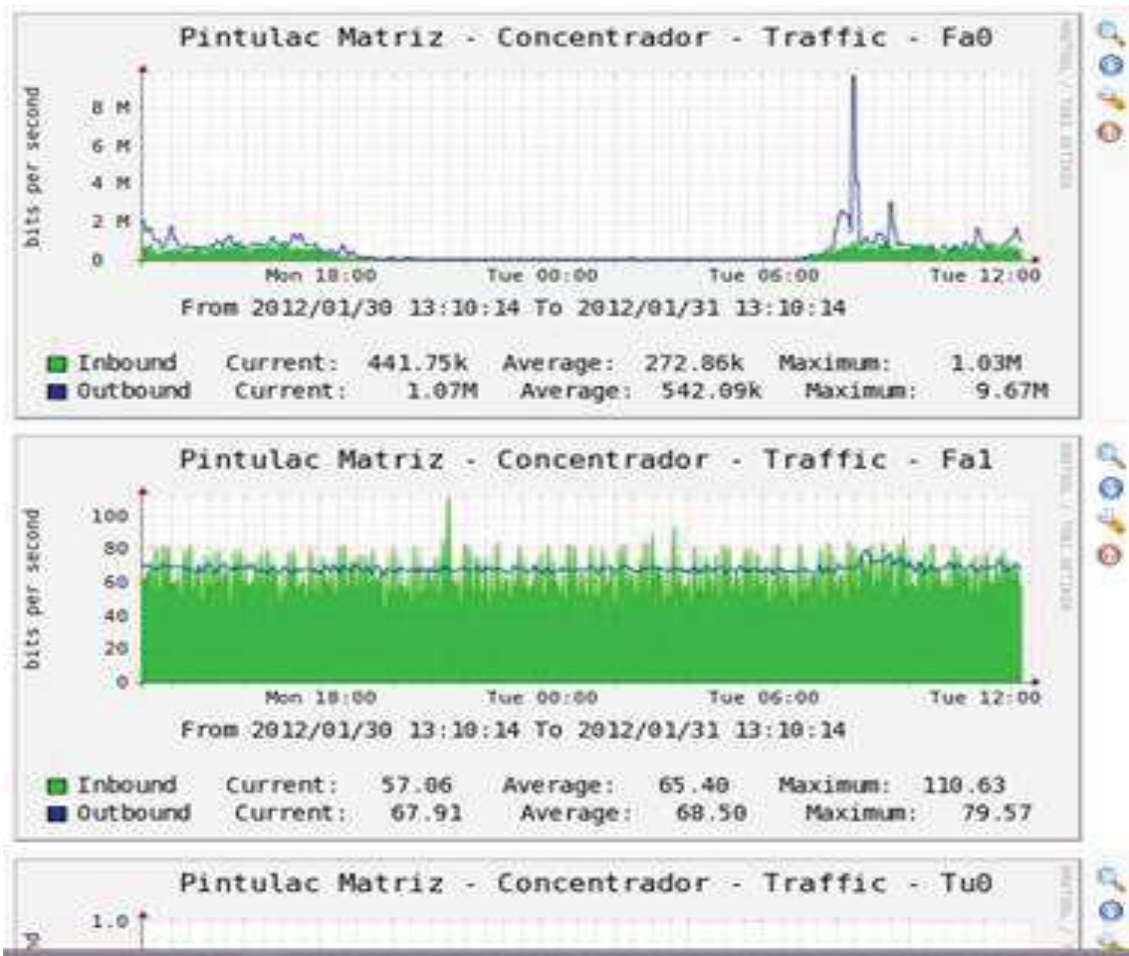 Pintulac Matriz - Concentrador - Traffic - Fa0
bits per second
8 M
6 M
4 M
2 M
0
Mon 18:00 Tue 00:00 Tue 06:00 Tue 12:00
From 2012/01/30 13:10:14 To 2012/01/31 13:10:14
Inbound Current: 441.75k Average: 272.86k Maximum: 1.03M
Outbound Current: 1.07M Average: 542.09k Maximum: 9.67M
Pintulac Matriz - Concentrador - Traffic - Fa1
bits per second
100
80
60
40
20
0
Mon 18:00 Tue 00:00 Tue 06:00 Tue 12:00
From 2012/01/30 13:10:14 To 2012/01/31 13:10:14
Inbound Current: 57.06 Average: 65.40 Maximum: 110.63
Outbound Current: 67.91 Average: 68.50 Maximum: 79.57
Pintulac Matriz - Concentrador - Traffic - Tu0
1.0